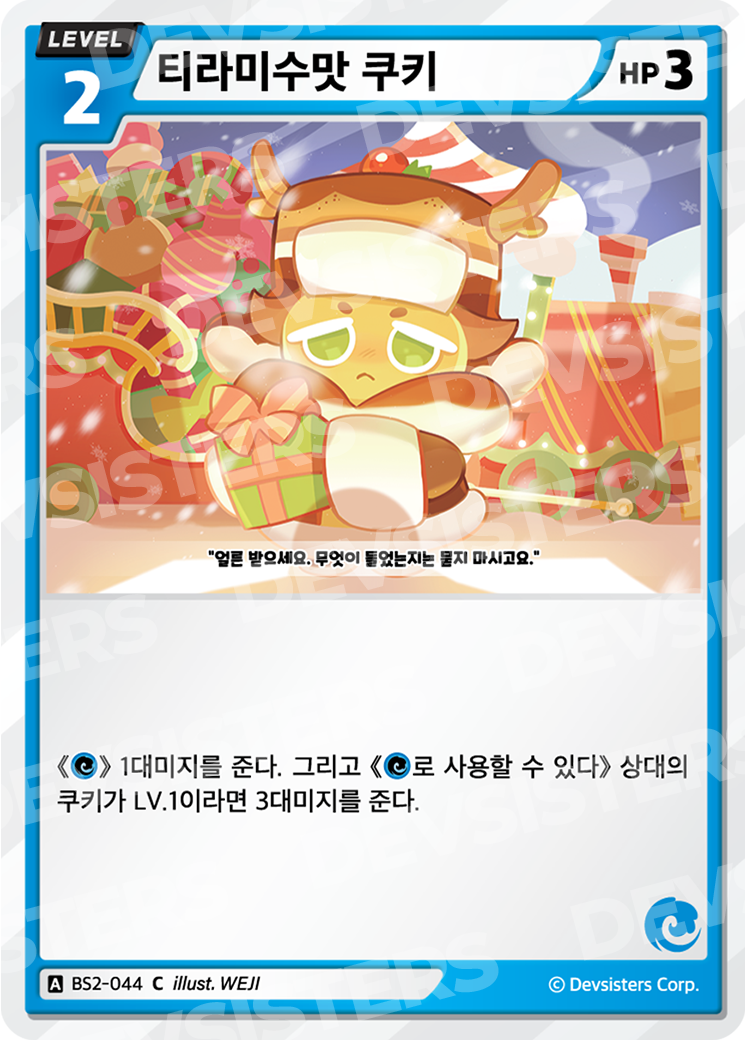 LEVEL
2
티라미수맛 쿠키
HP 3
"얼른 받으세요. 무엇이 들었는지는 묻지 마시고요."
《》 1대미지를 준다. 그리고 《로 사용할 수 있다》 상대의
쿠키가 LV.1이라면 3대미지를 준다.
A BS2-044 C illust. WEJI
© Devsisters Corp.
DEVSISTERS